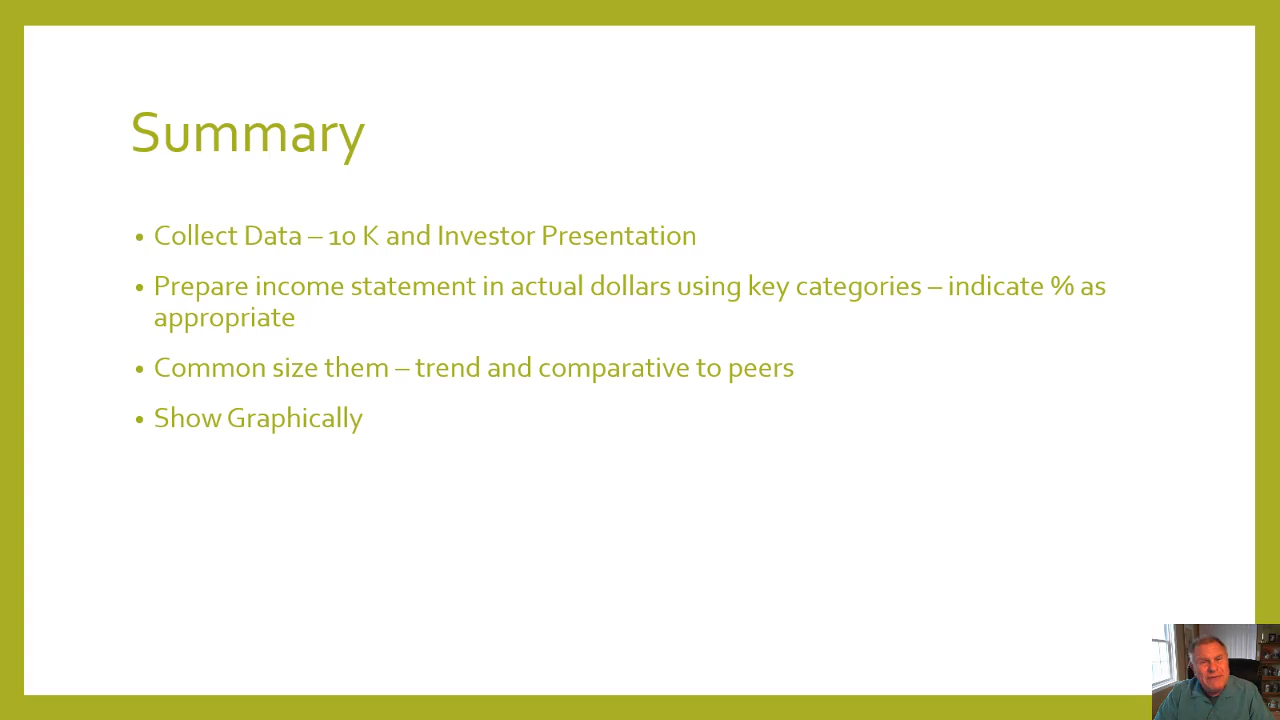 Summary
• Collect Data – 10 K and Investor Presentation
• Prepare income statement in actual dollars using key categories – indicate % as
appropriate
• Common size them – trend and comparative to peers
• Show Graphically